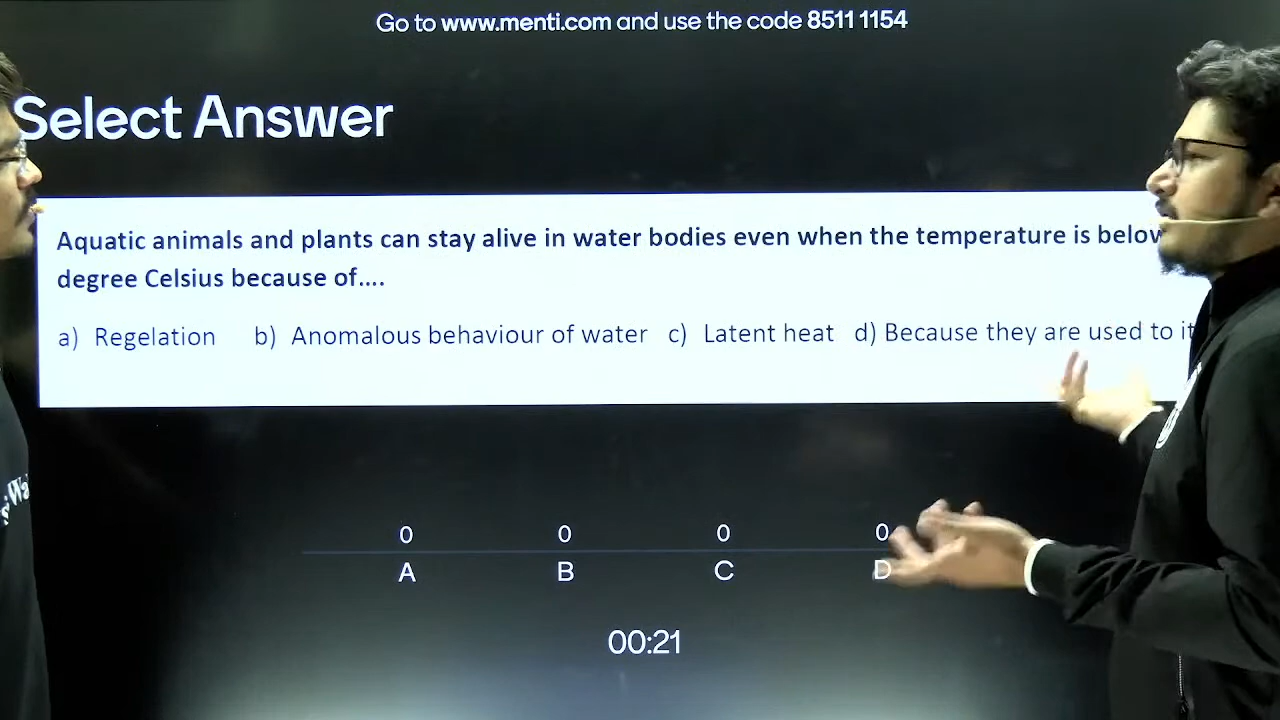 Go to www.menti.com and use the code 8511 1154
Select Answer
Aquatic animals and plants can stay alive in water bodies even when the temperature is below
degree Celsius because of....
a) Regelation b) Anomalous behaviour of water c) Latent heat d) Because they are used to it
0 0 0 0
A B C D
00:21